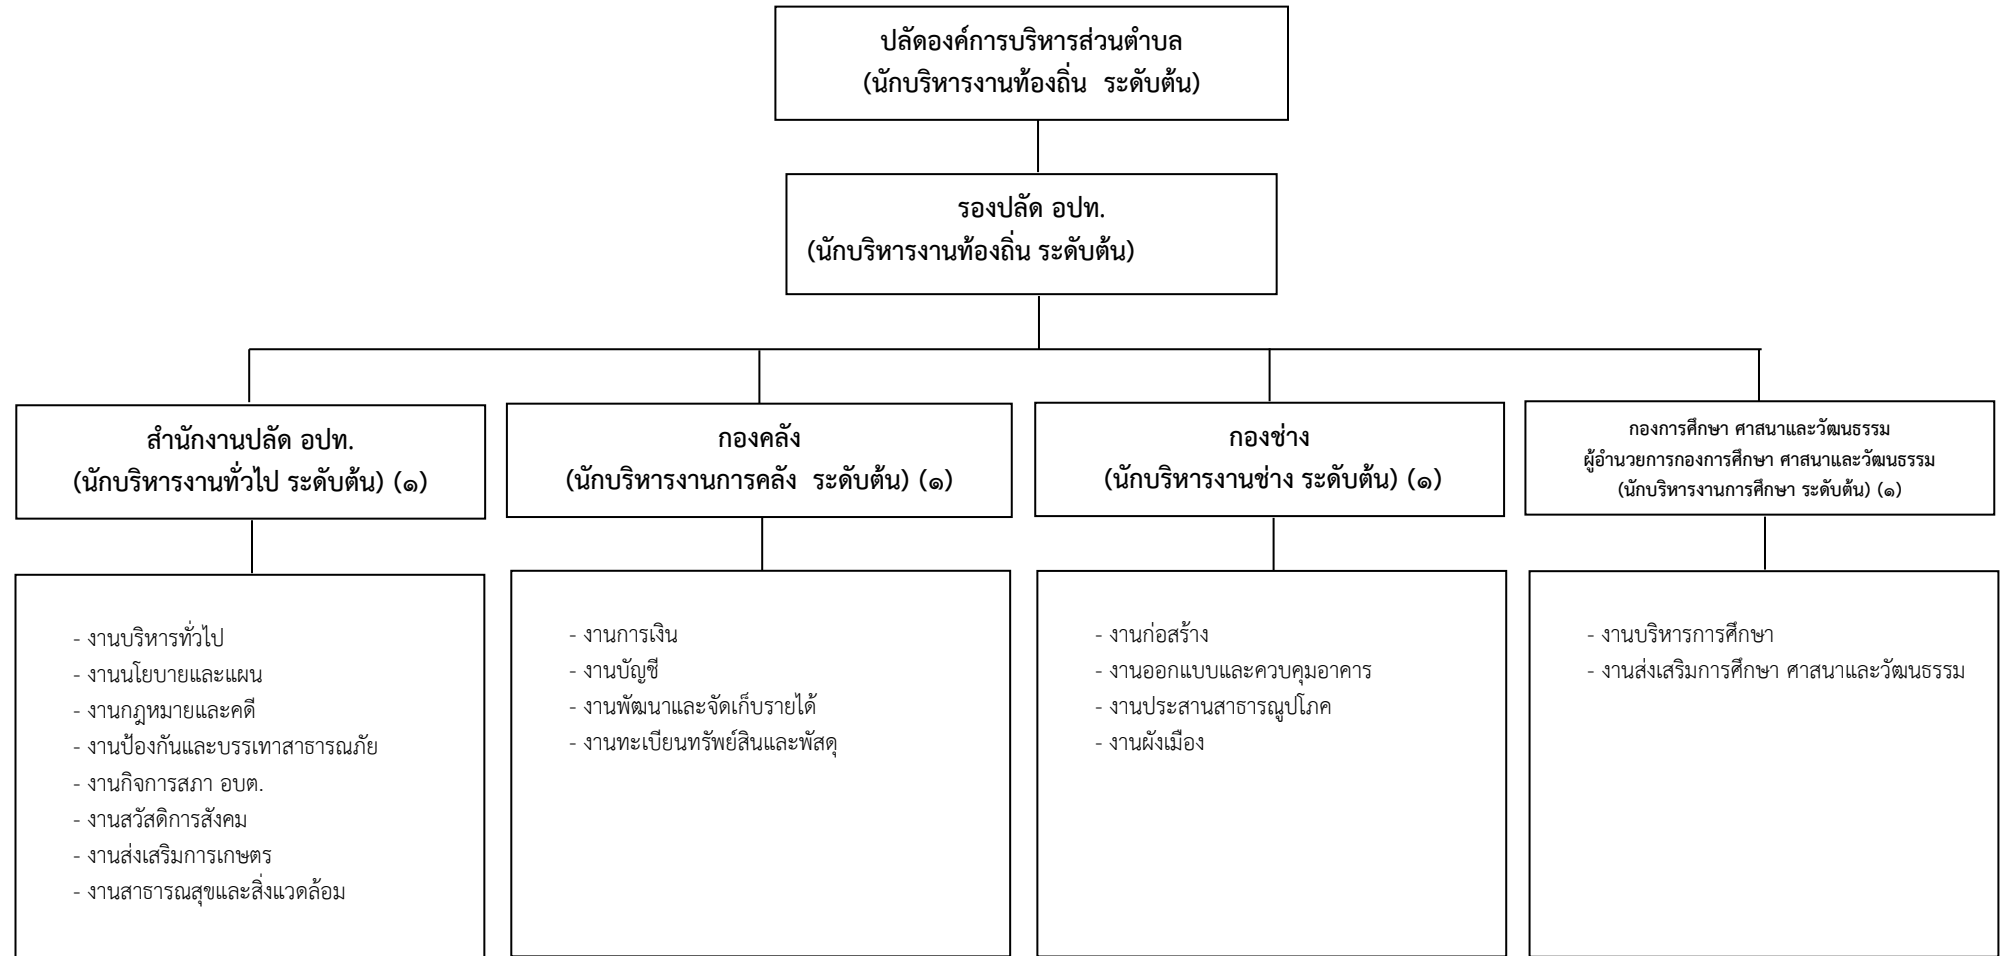 ปลัดองค์การบริหารส่วนตำบล
(นักบริหารงานท้องถิ่น ระดับต้น)
รองปลัด อปท.
(นักบริหารงานท้องถิ่น ระดับต้น)
สำนักงานปลัด อปท.
(นักบริหารงานทั่วไป ระดับต้น) (๑)
กองคลัง
(นักบริหารงานการคลัง ระดับต้น) (๑)
กองช่าง
(นักบริหารงานช่าง ระดับต้น) (๑)
กองการศึกษา ศาสนาและวัฒนธรรม
ผู้อำนวยการกองการศึกษา ศาสนาและวัฒนธรรม
(นักบริหารงานการศึกษา ระดับต้น) (๑)
- งานบริหารทั่วไป
- งานนโยบายและแผน
- งานกฎหมายและคดี
- งานป้องกันและบรรเทาสาธารณภัย
- งานกิจการสภา อบต.
- งานสวัสดิการสังคม
- งานส่งเสริมการเกษตร
- งานสาธารณสุขและสิ่งแวดล้อม
- งานการเงิน
- งานบัญชี
- งานพัฒนาและจัดเก็บรายได้
- งานทะเบียนทรัพย์สินและพัสดุ
- งานก่อสร้าง
- งานออกแบบและควบคุมอาคาร
- งานประสานสาธารณูปโภค
- งานผังเมือง
- งานบริหารการศึกษา
- งานส่งเสริมการศึกษา ศาสนาและวัฒนธรรม